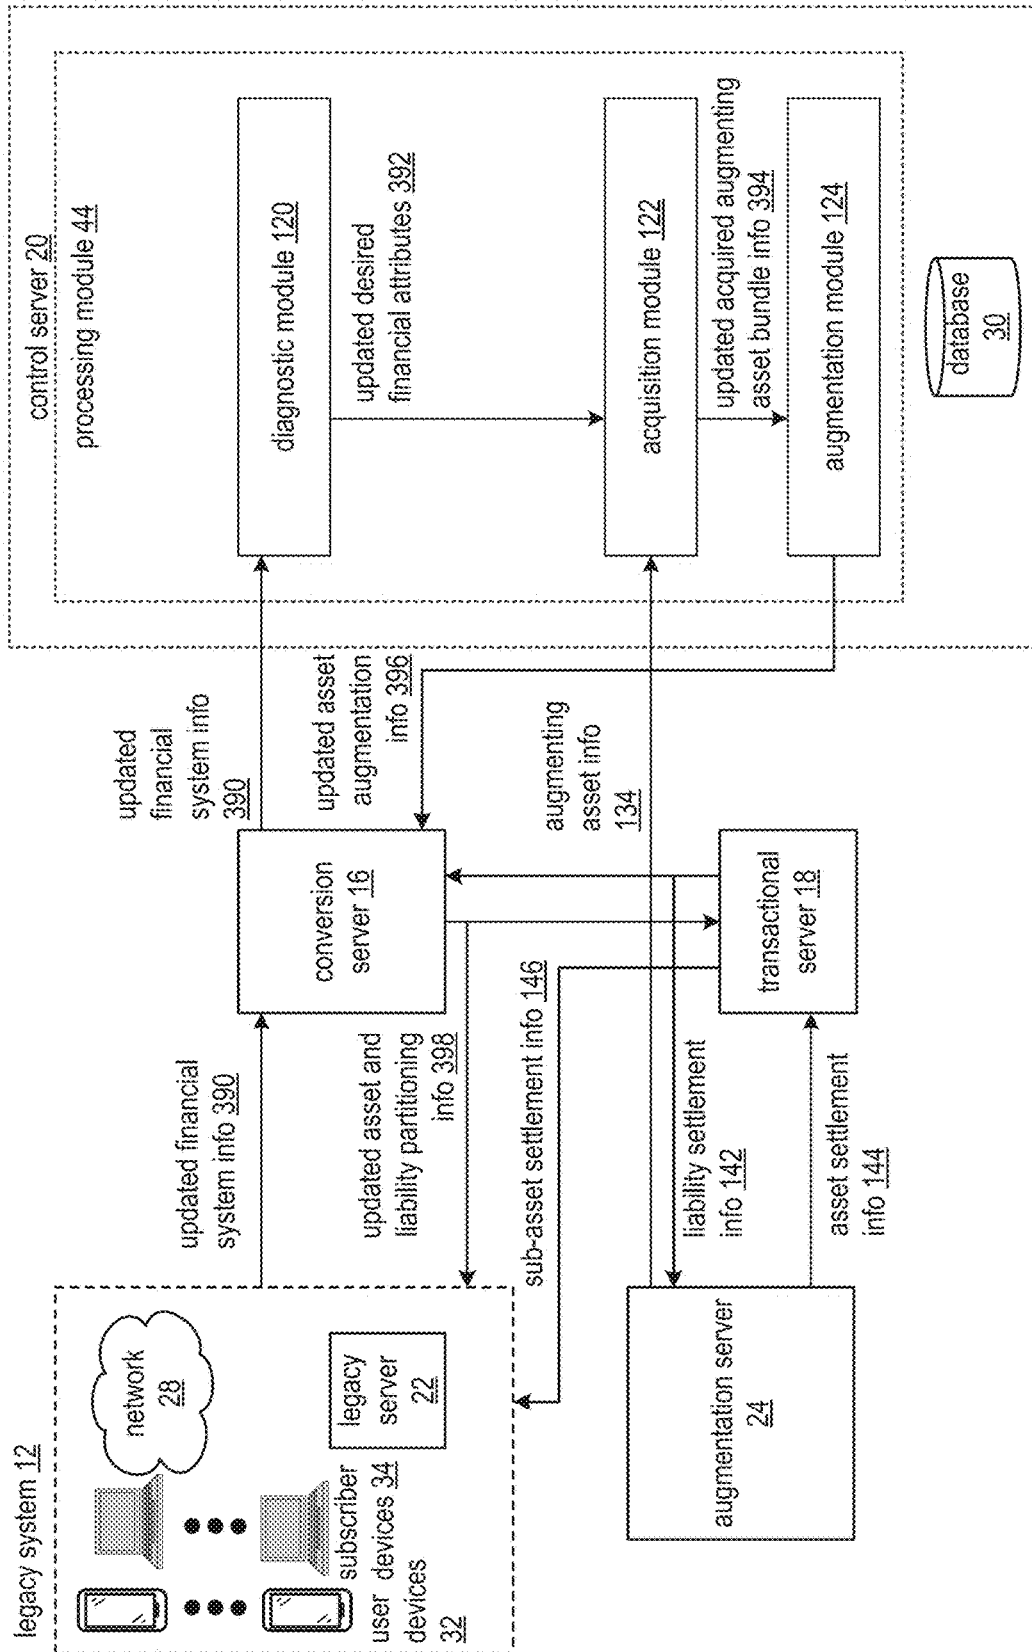 legacy system 12
network
28
legacy
server
22
subscriber
devices 34
user
devices
32
updated financial
system info 390
updated asset and
liability partitioning
info 398
sub-asset settlement info 146
liability settlement
info 142
asset settlement
info 144
augmentation server
24
conversion
server 16
transactional
server 18
updated
financial
system info
390
updated asset
augmentation
info 396
augmenting
asset info
134
control server 20
processing module 44
diagnostic module 120
updated desired
financial attributes 392
acquisition module 122
updated acquired augmenting
asset bundle info 394
augmentation module 124
database
30